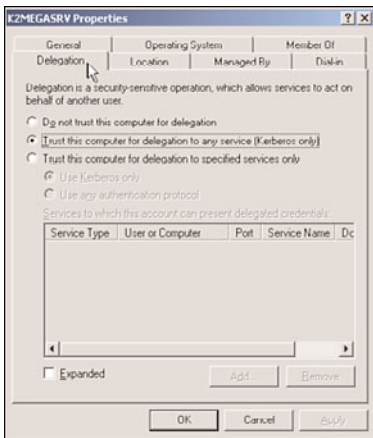 K2MEGASRV Properties
General Operating System Member Of
Delegation Location Managed By Dial-in
Delegation is a security-sensitive operation, which allows services to act on
behalf of another user.
Do not trust this computer for delegation
Trust this computer for delegation to any service (Kerberos only)
Trust this computer for delegation to specified services only
Use Kerberos only
Use any authentication protocol
Services to which this account can present delegated credentials:
Service Type User or Computer Port Service Name Do
Expanded Add... Remove
OK Cancel Apply